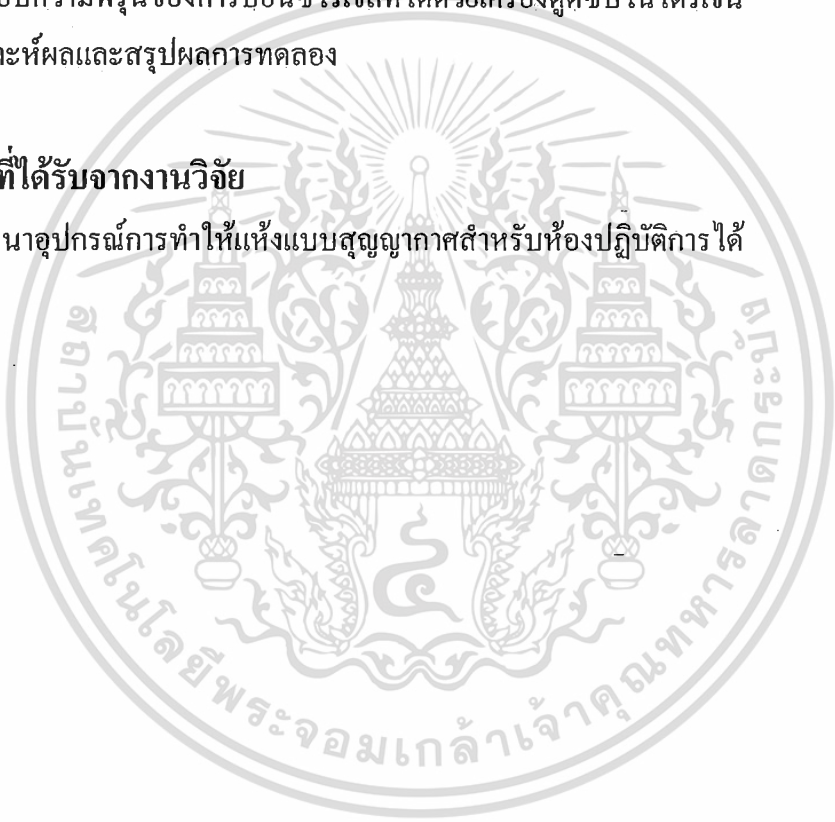 ะห์ผลและสรุปผลการทดลอง
ที่ได้รับจากงานวิจัย
นาอุปกรณ์การทำให้แห้งแบบสุญญากาศสำหรับห้องปฏิบัติการได้
สถาบันเทคโนโลยีพระจอมเกล้าเจ้าคุณทหารลาดกระบัง